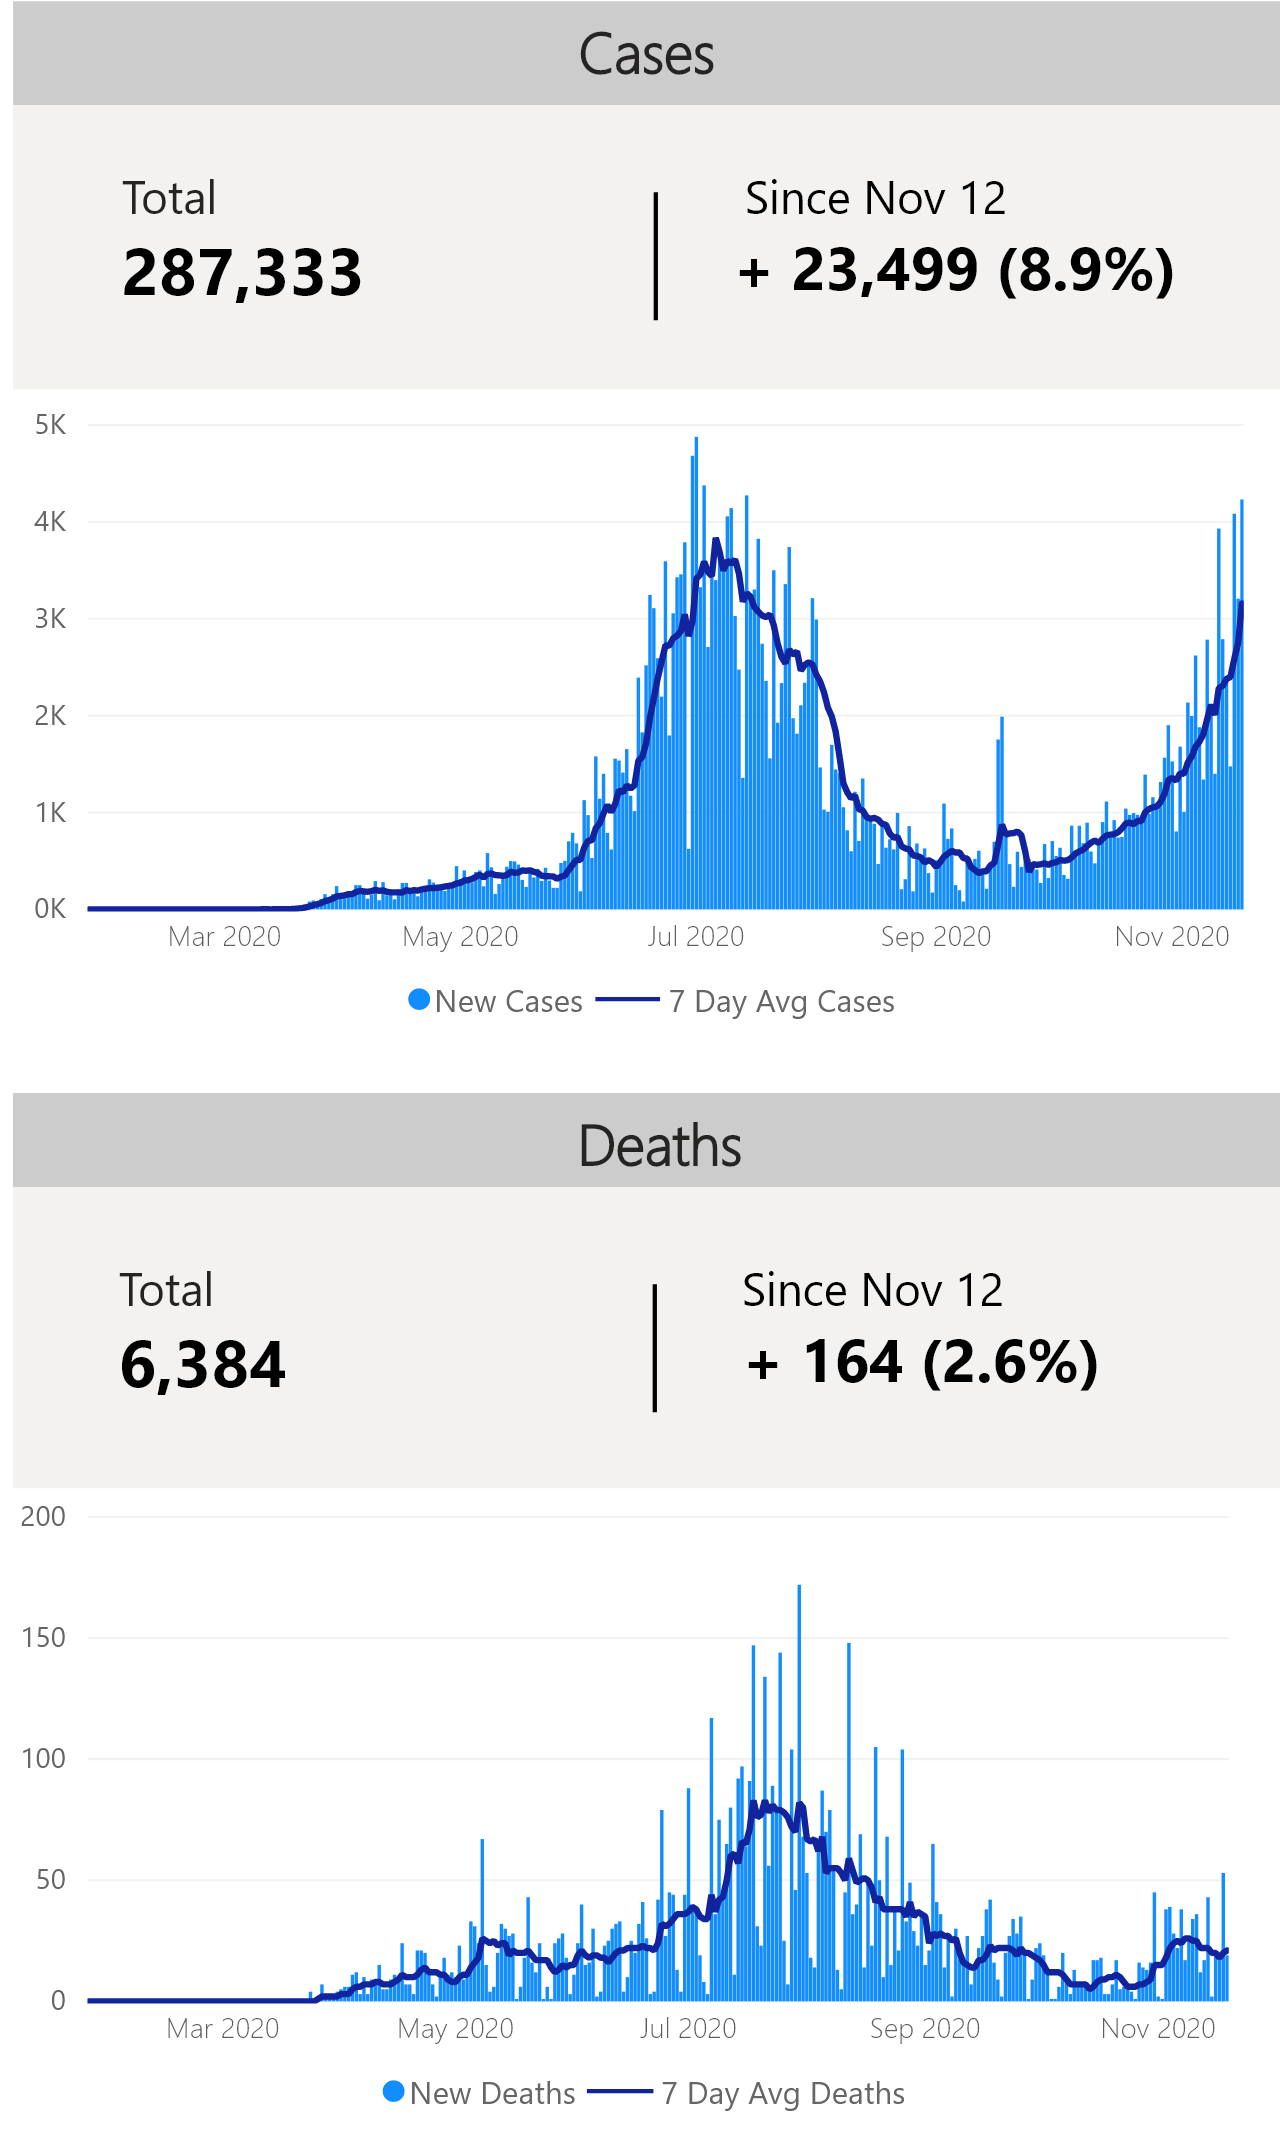 Cases
Total
Since Nov 12
287,333
+ 23,499 (8.9%)
5K
4K
3K
2K
1K
0K
Mar 2020
May 2020
Jul 2020
Sep 2020
Nov 2020
New Cases
7 Day Avg Cases
Deaths
Total
Since Nov 12
6,384
+ 164 (2.6%)
200
150
100
50
0
Mar 2020
May 2020
Jul 2020
Sep 2020
Nov 2020
New Deaths
7 Day Avg Deaths